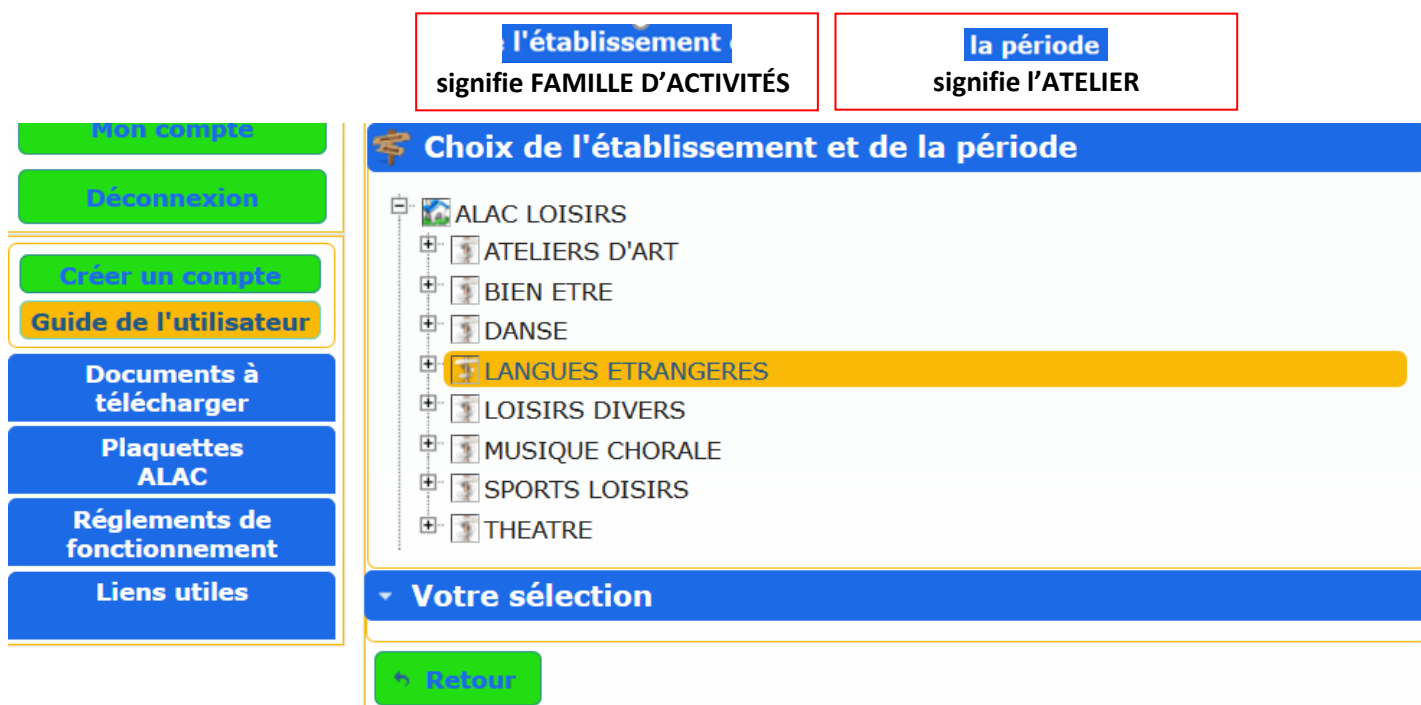 l'établissement
signifie FAMILLE D'ACTIVITÉS
la période
signifie l'ATELIER
Mon compte
Déconnexion
Créer un compte
Guide de l'utilisateur
Documents à
télécharger
Plaquettes
ALAC
Réglements de
fonctionnement
Liens utiles
Choix de l'établissement et de la période
ALAC LOISIRS
ATELIERS D'ART
BIEN ETRE
DANSE
LANGUES ETRANGERES
LOISIRS DIVERS
MUSIQUE CHORALE
SPORTS LOISIRS
THEATRE
Votre sélection
Retour